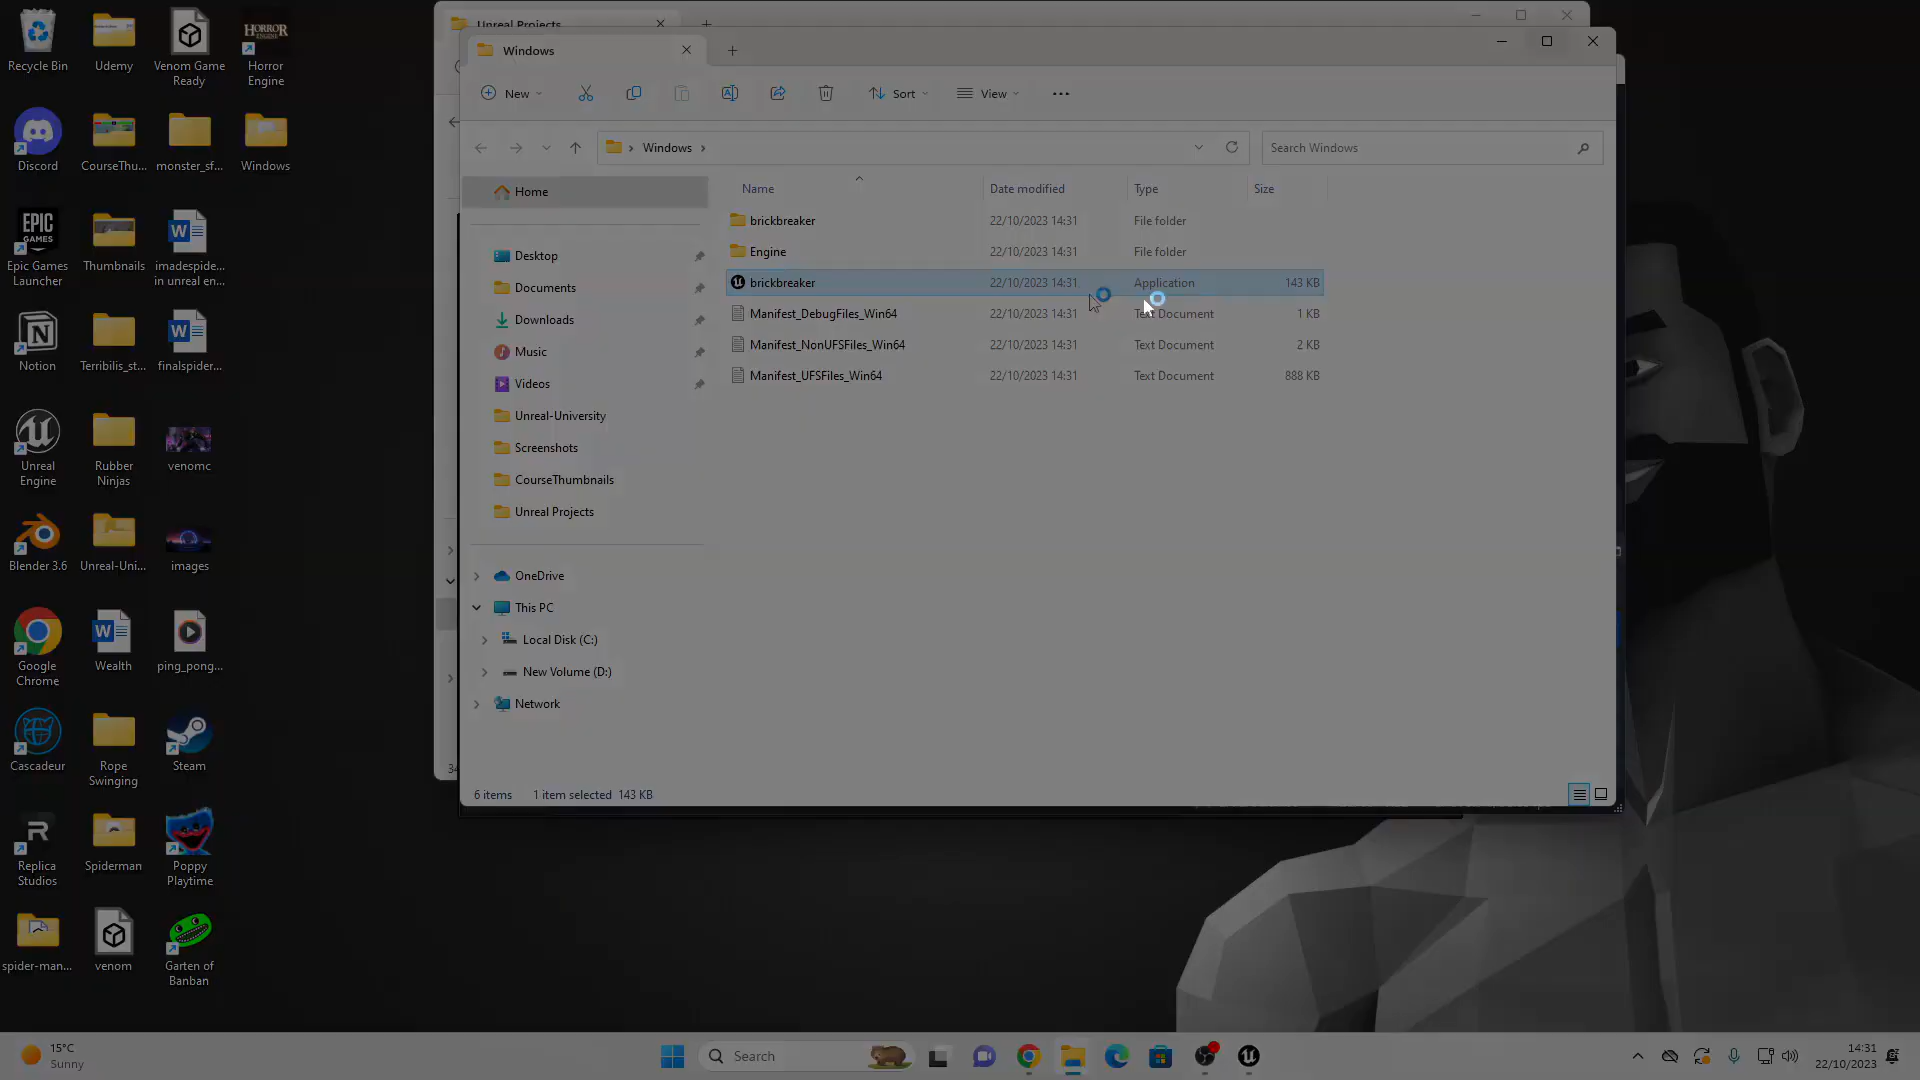 Recycle Bin
Udemy
Venom Game
Ready
Horror
Engine
Discord
CourseThu...
monster_sf...
Windows
Epic Games
Launcher
Thumbnails
imadespide...
in unreal en...
Notion
Terribilis_st...
finalspider...
Unreal
Engine
Rubber
Ninjas
venomc
Blender 3.6
Unreal-Uni...
images
Google
Chrome
Wealth
ping_pong...
Cascadeur
Rope
Swinging
Steam
Replica
Studios
Spiderman
Poppy
Playtime
spider-man...
venom
Garten of
Banban
EPIC
GAMES
HORROR
ENGINE
Unreal Projects
Windows
New
Sort
View
Windows
Search Windows
Name
Date modified
Type
Size
brickbreaker
22/10/2023 14:31
File folder
Engine
22/10/2023 14:31
File folder
brickbreaker
22/10/2023 14:31
Application
143 KB
Manifest_DebugFiles_Win64
22/10/2023 14:31
Text Document
1 KB
Manifest_NonUFSFiles_Win64
22/10/2023 14:31
Text Document
2 KB
Manifest_UFSFiles_Win64
22/10/2023 14:31
Text Document
888 KB
Home
Desktop
Documents
Downloads
Music
Videos
Unreal-University
Screenshots
CourseThumbnails
Unreal Projects
OneDrive
This PC
Local Disk (C:)
New Volume (D:)
Network
6 items
1 item selected 143 KB
15°C
Sunny
Search
14:31
22/10/2023